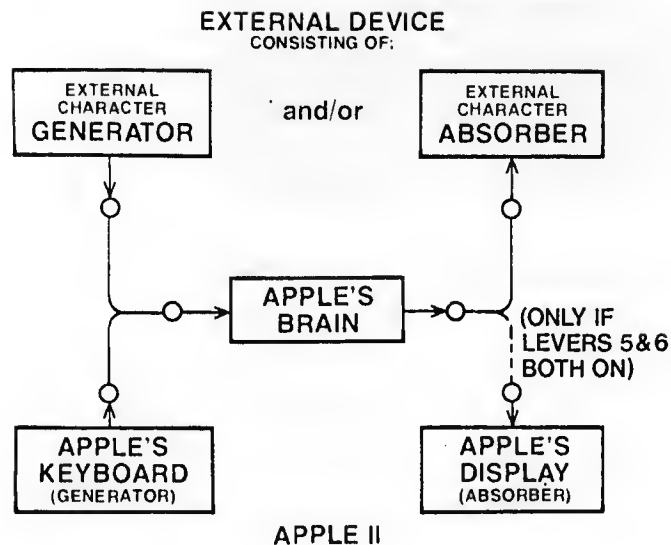 EXTERNAL DEVICE
CONSISTING OF:
EXTERNAL
CHARACTER
GENERATOR
and/or
EXTERNAL
CHARACTER
ABSORBER
APPLE'S
BRAIN
(ONLY IF
LEVERS 5&6
BOTH ON)
APPLE'S
KEYBOARD
(GENERATOR)
APPLE'S
DISPLAY
(ABSORBER)
APPLE II